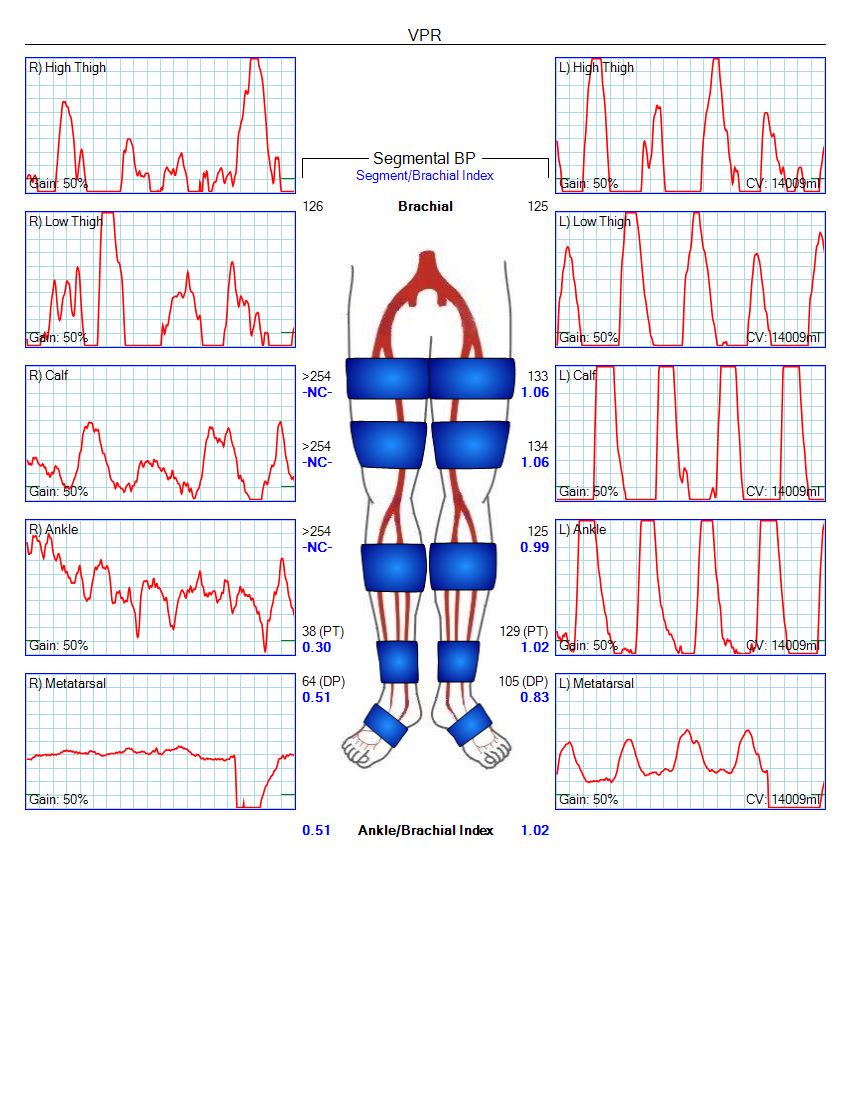 VPR
R) High Thigh
Gain: 50%
L) High Thigh
Gain: 50%
CV: 14009ml
Segmental BP
Segment/Brachial Index
126
Brachial
125
R) Low Thigh
Gain: 50%
L) Low Thigh
Gain: 50%
CV: 14009ml
>254
-NC-
133
1.06
R) Calf
Gain: 50%
L) Calf
Gain: 50%
CV: 14009ml
>254
-NC-
134
1.06
R) Ankle
Gain: 50%
L) Ankle
Gain: 50%
CV: 14009ml
>254
-NC-
125
0.99
38 (PT)
0.30
129 (PT)
1.02
R) Metatarsal
Gain: 50%
L) Metatarsal
Gain: 50%
CV: 14009ml
64 (DP)
0.51
105 (DP)
0.83
0.51
Ankle/Brachial Index
1.02